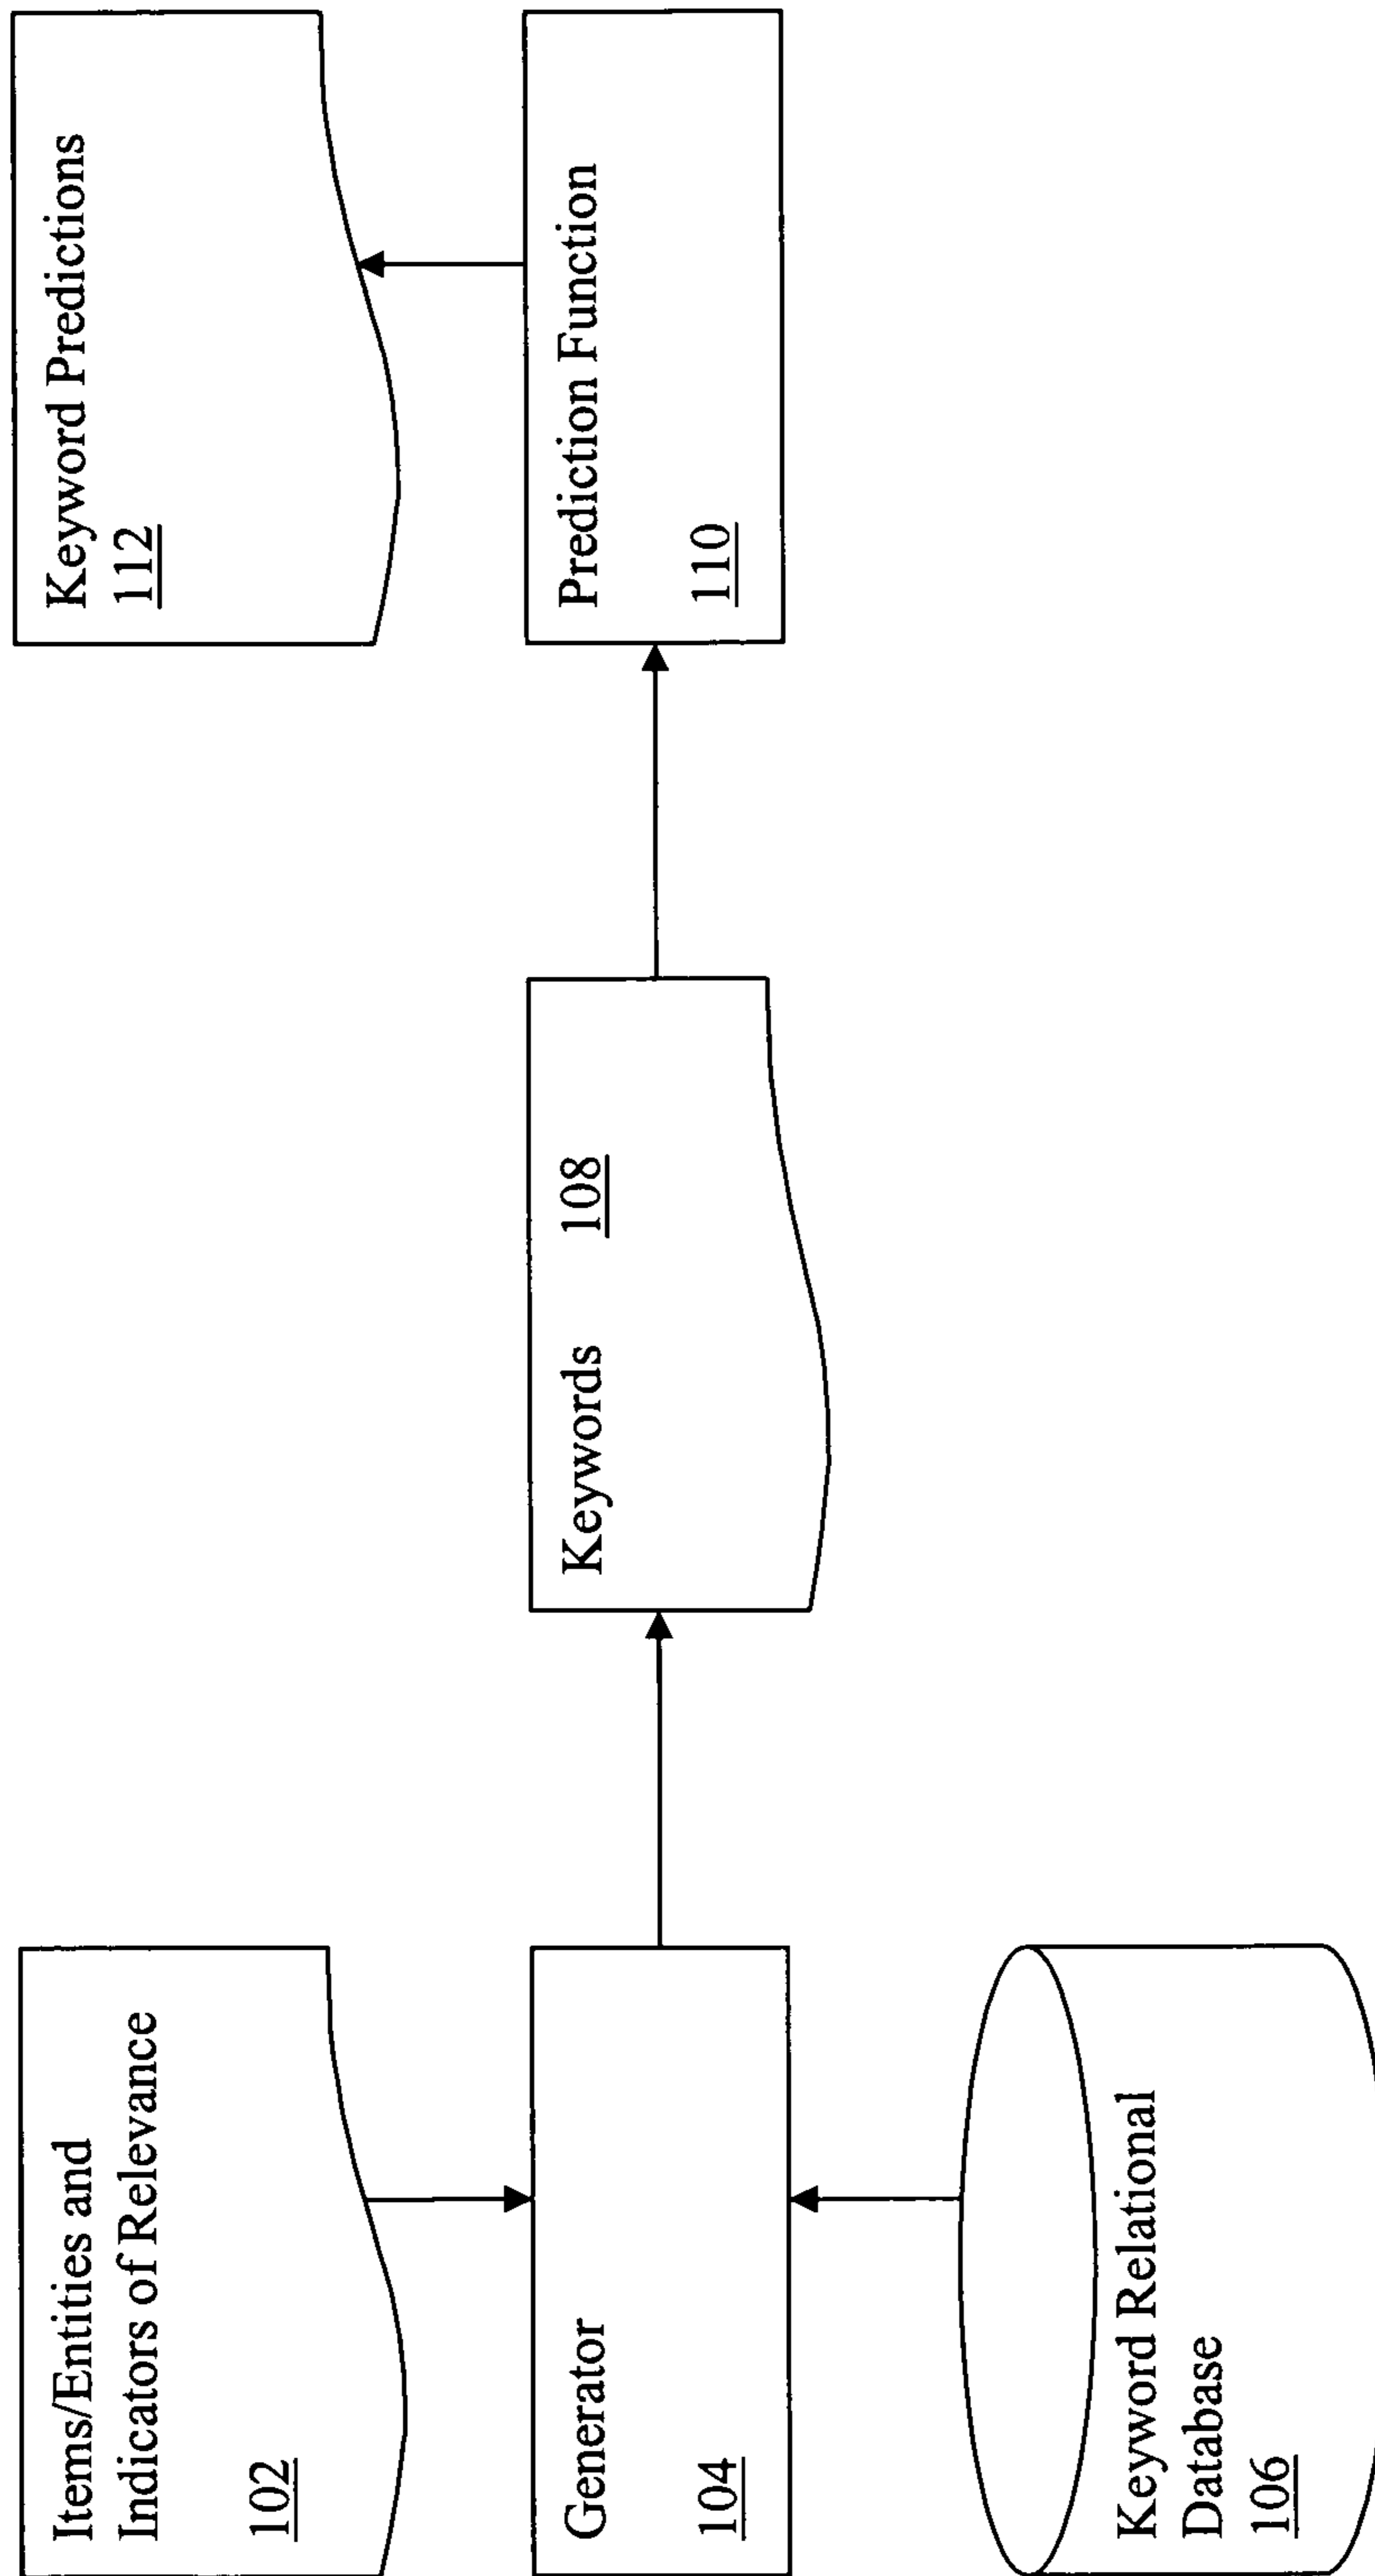 Items/Entities and
Indicators of Relevance
102
Generator
104
Keyword Relational
Database
106
Keywords 108
Keyword Predictions
112
Prediction Function
110